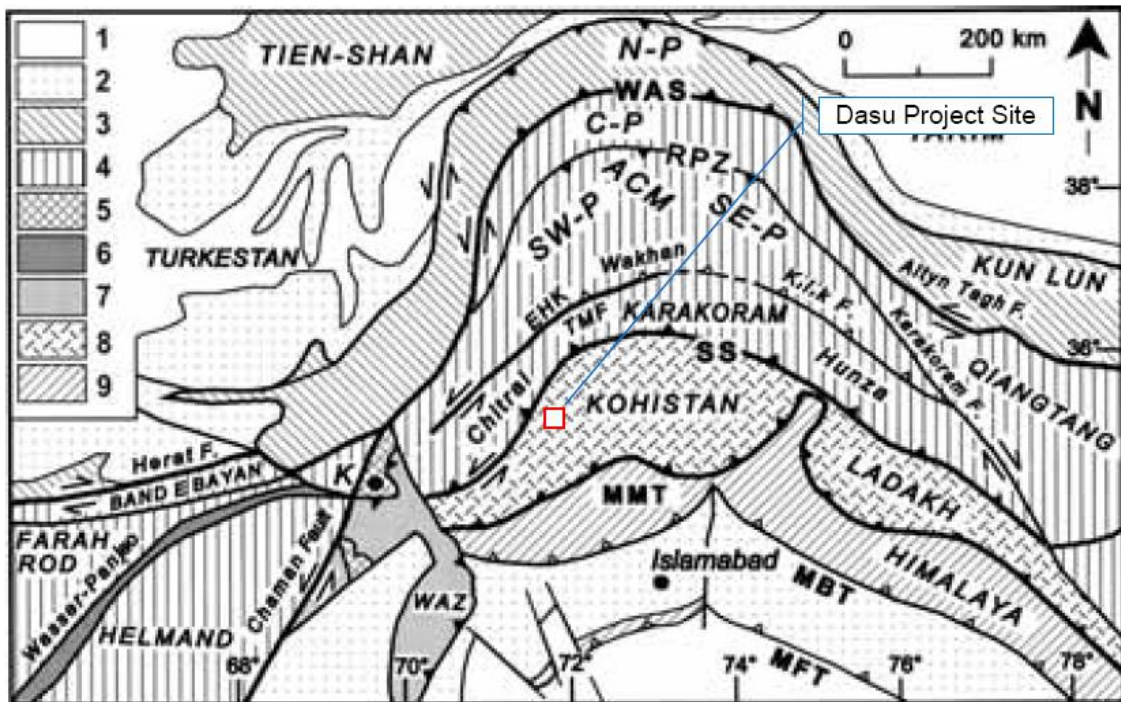 1
2
3
4
5
6
7
8
9
TIEN-SHAN
N-P
0 200 km
N
WAS
Dasu Project Site
C-P
RPZ
38°
ACM
SW-P
SE-P
TURKESTAN
Wakhan
K.l.k F.
Altyn Tagh F.
KUN LUN
EHK
TMF
KARAKORAM
Karakoram F.
36°
SS
Hunza
QIANGTANG
Chitral
KOHISTAN
Herat F.
BAND E BAYAN
K
MMT
LADAKH
FARAH
ROD
Chaman Fault
Islamabad
HIMALAYA
WAZ
MBT
HELMAND
68°
70°
72°
74°
76°
78°
MFT